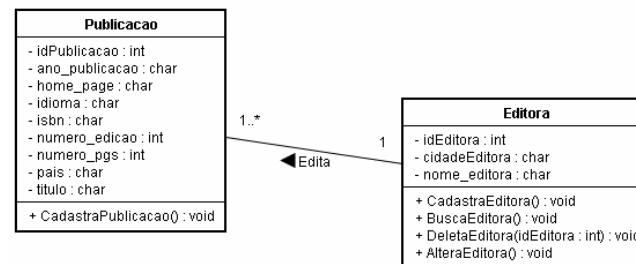 Publicacao
- idPublicacao : int
- ano_publicacao : char
- home_page : char
- idioma : char
- isbn : char
- numero_edicao : int
- numero_pgs : int
- pais : char
- titulo : char
+ CadastraPublicacao() : void
1..*
1
Edita
Editora
- idEditora : int
- cidadeEditora : char
- nome_editora : char
+ CadastraEditora() : void
+ BuscaEditora() : void
+ DeletaEditora(idEditora : int) : void
+ AlteraEditora() : void